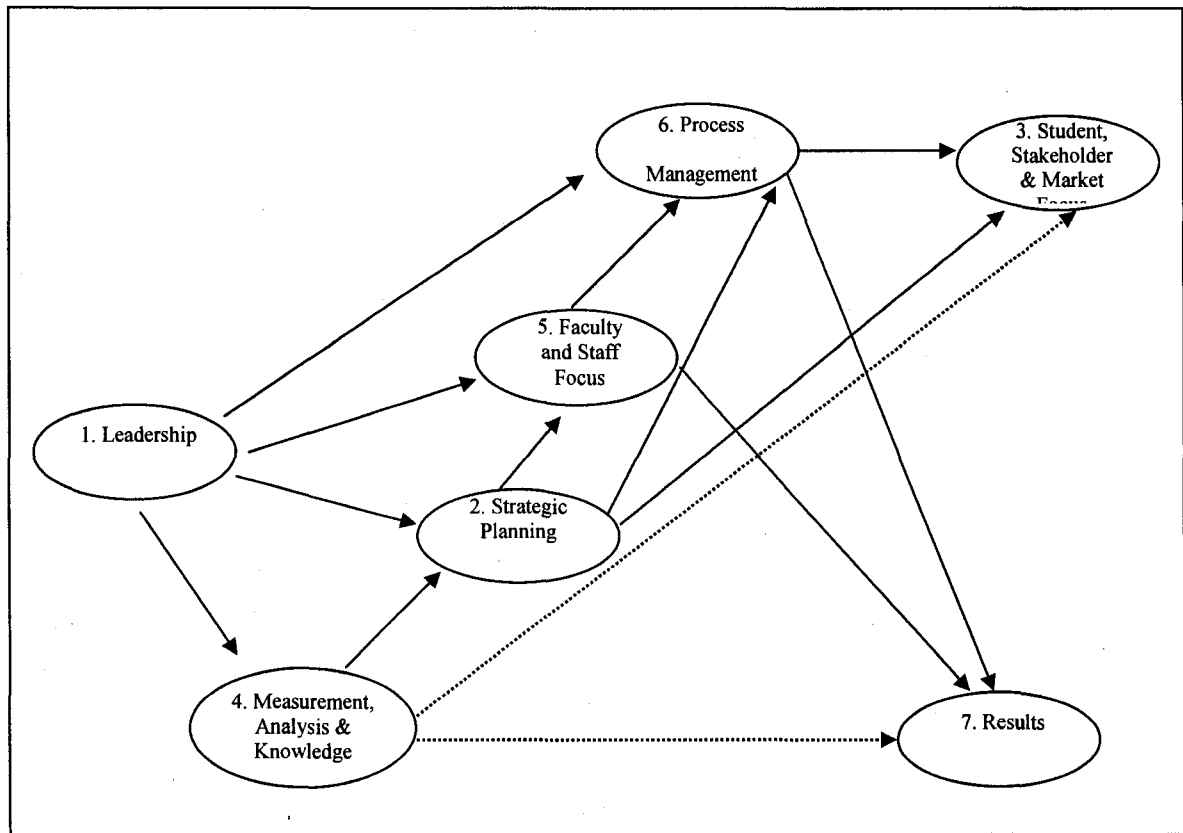 6. Process
Management
3. Student,
Stakeholder
& Market
Focus
5. Faculty
and Staff
Focus
1. Leadership
2. Strategic
Planning
4. Measurement,
Analysis &
Knowledge
7. Results